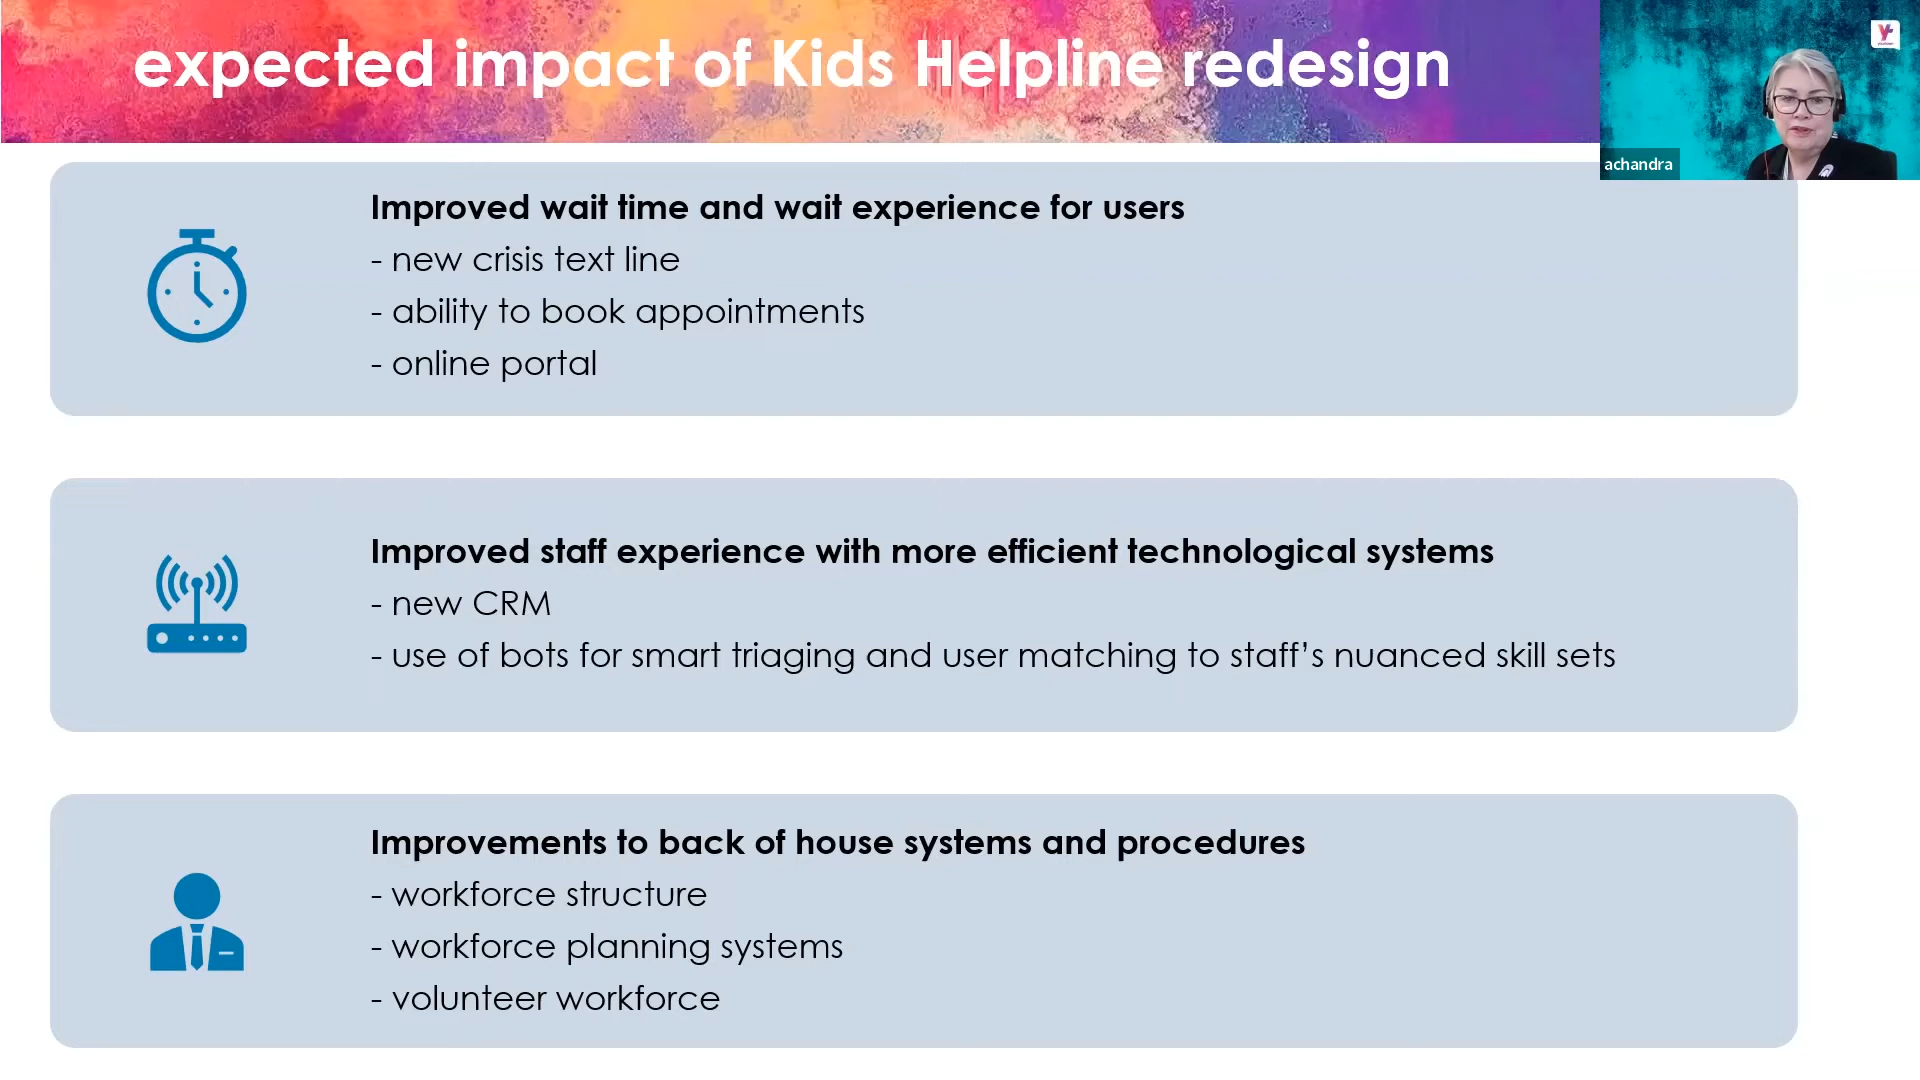 expected impact of Kids Helpline redesign
achandra
Improved wait time and wait experience for users
- new crisis text line
- ability to book appointments
- online portal
Improved staff experience with more efficient technological systems
- new CRM
- use of bots for smart triaging and user matching to staff’s nuanced skill sets
Improvements to back of house systems and procedures
- workforce structure
- workforce planning systems
- volunteer workforce